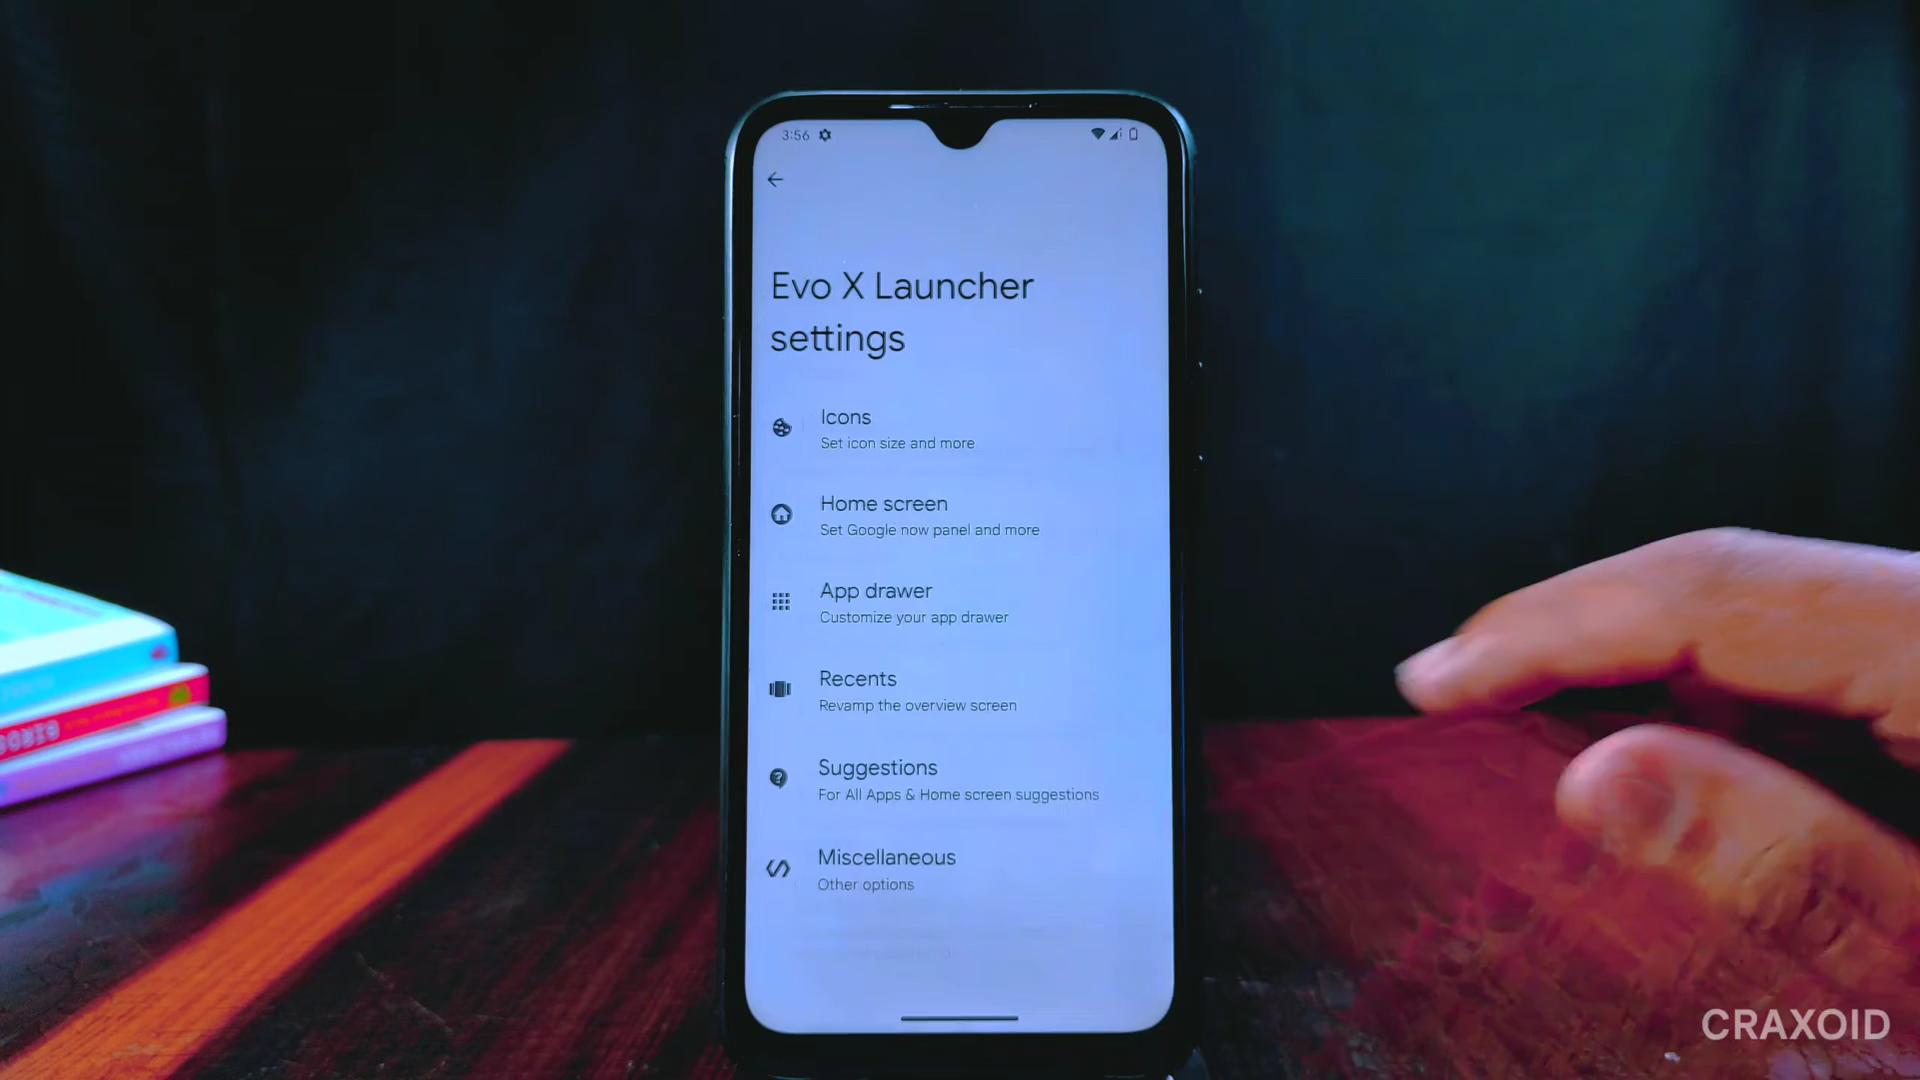 3:56
Evo X Launcher
settings
Icons
Set icon size and more
Home screen
Set Google now panel and more
App drawer
Customize your app drawer
Recents
Revamp the overview screen
Suggestions
For All Apps & Home screen suggestions
Miscellaneous
Other options
CRAXOID